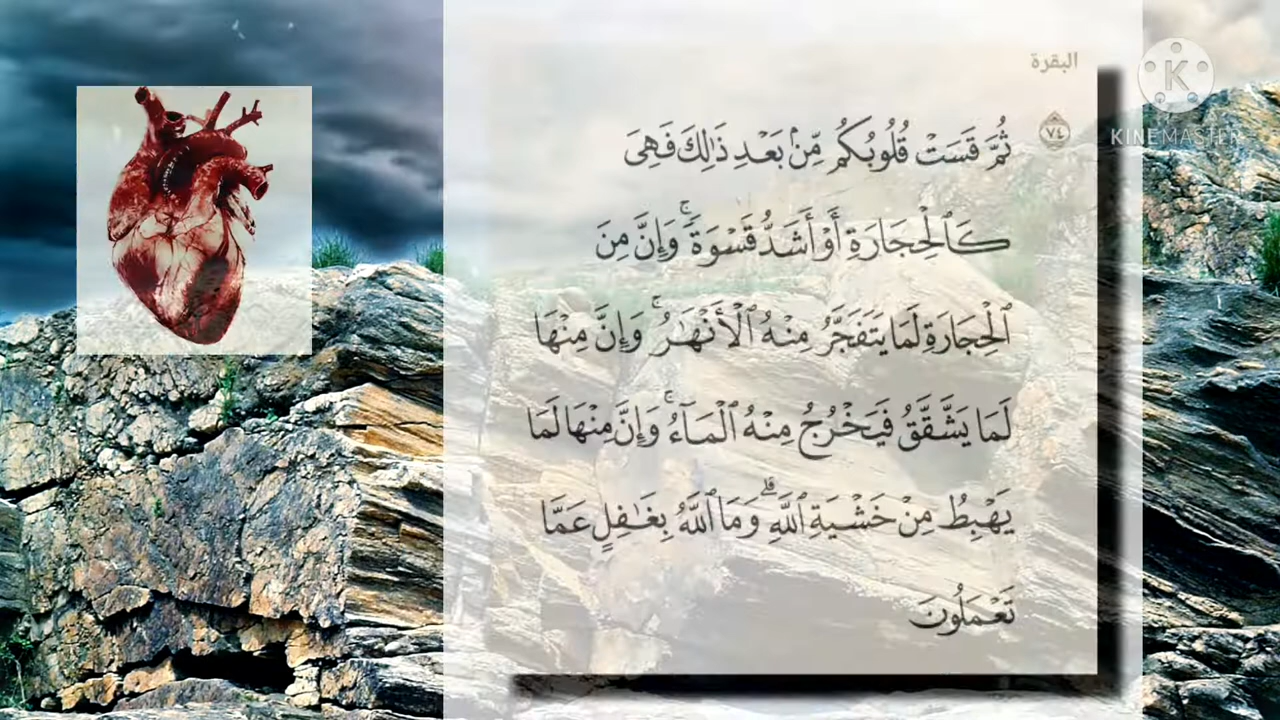 البقرة
KINEMASTER
٧٤
ثُمَّ قَسَتْ قُلُوبُكُم مِّنۢ بَعْدِ ذَٰلِكَ فَهِىَ
كَٱلْحِجَارَةِ أَوْ أَشَدُّ قَسْوَةً ۚ وَإِنَّ مِنَ
ٱلْحِجَارَةِ لَمَا يَتَفَجَّرُ مِنْهُ ٱلْأَنْهَٰرُ ۚ وَإِنَّ مِنْهَا
لَمَا يَشَّقَّقُ فَيَخْرُجُ مِنْهُ ٱلْمَآءُ ۚ وَإِنَّ مِنْهَا لَمَا
يَهْبِطُ مِنْ خَشْيَةِ ٱللَّهِ ۗ وَمَا ٱللَّهُ بِغَٰفِلٍ عَمَّا
تَعْمَلُونَ